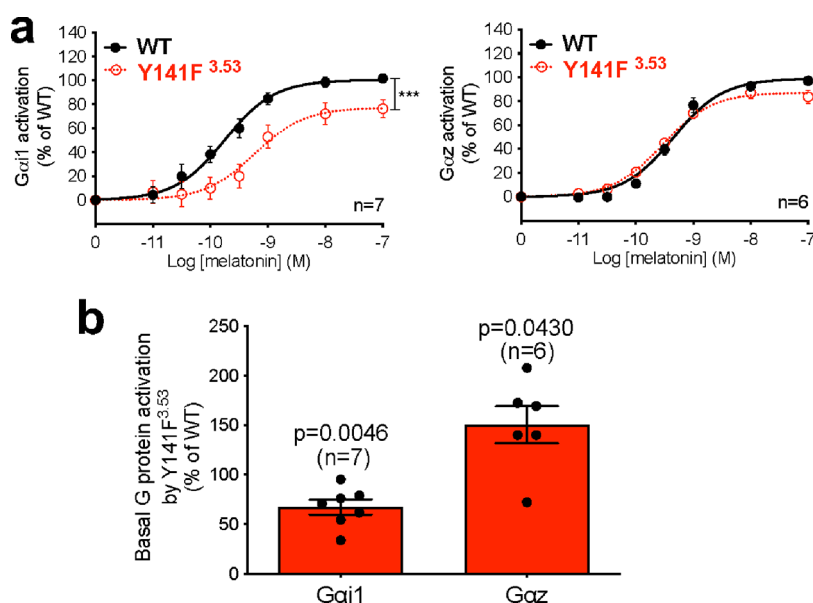 a
WT
Y141F 3.53
Gαi1 activation
(% of WT)
140
120
100
80
60
40
20
0
***
n=7
0 -11 -10 -9 -8 -7
Log [melatonin] (M)
WT
Y141F 3.53
Gαz activation
(% of WT)
140
120
100
80
60
40
20
0
n=6
0 -11 -10 -9 -8 -7
Log [melatonin] (M)
b
Basal G protein activation
by Y141F3.53
(% of WT)
250
200
150
100
50
0
p=0.0046
(n=7)
p=0.0430
(n=6)
Gαi1 Gαz